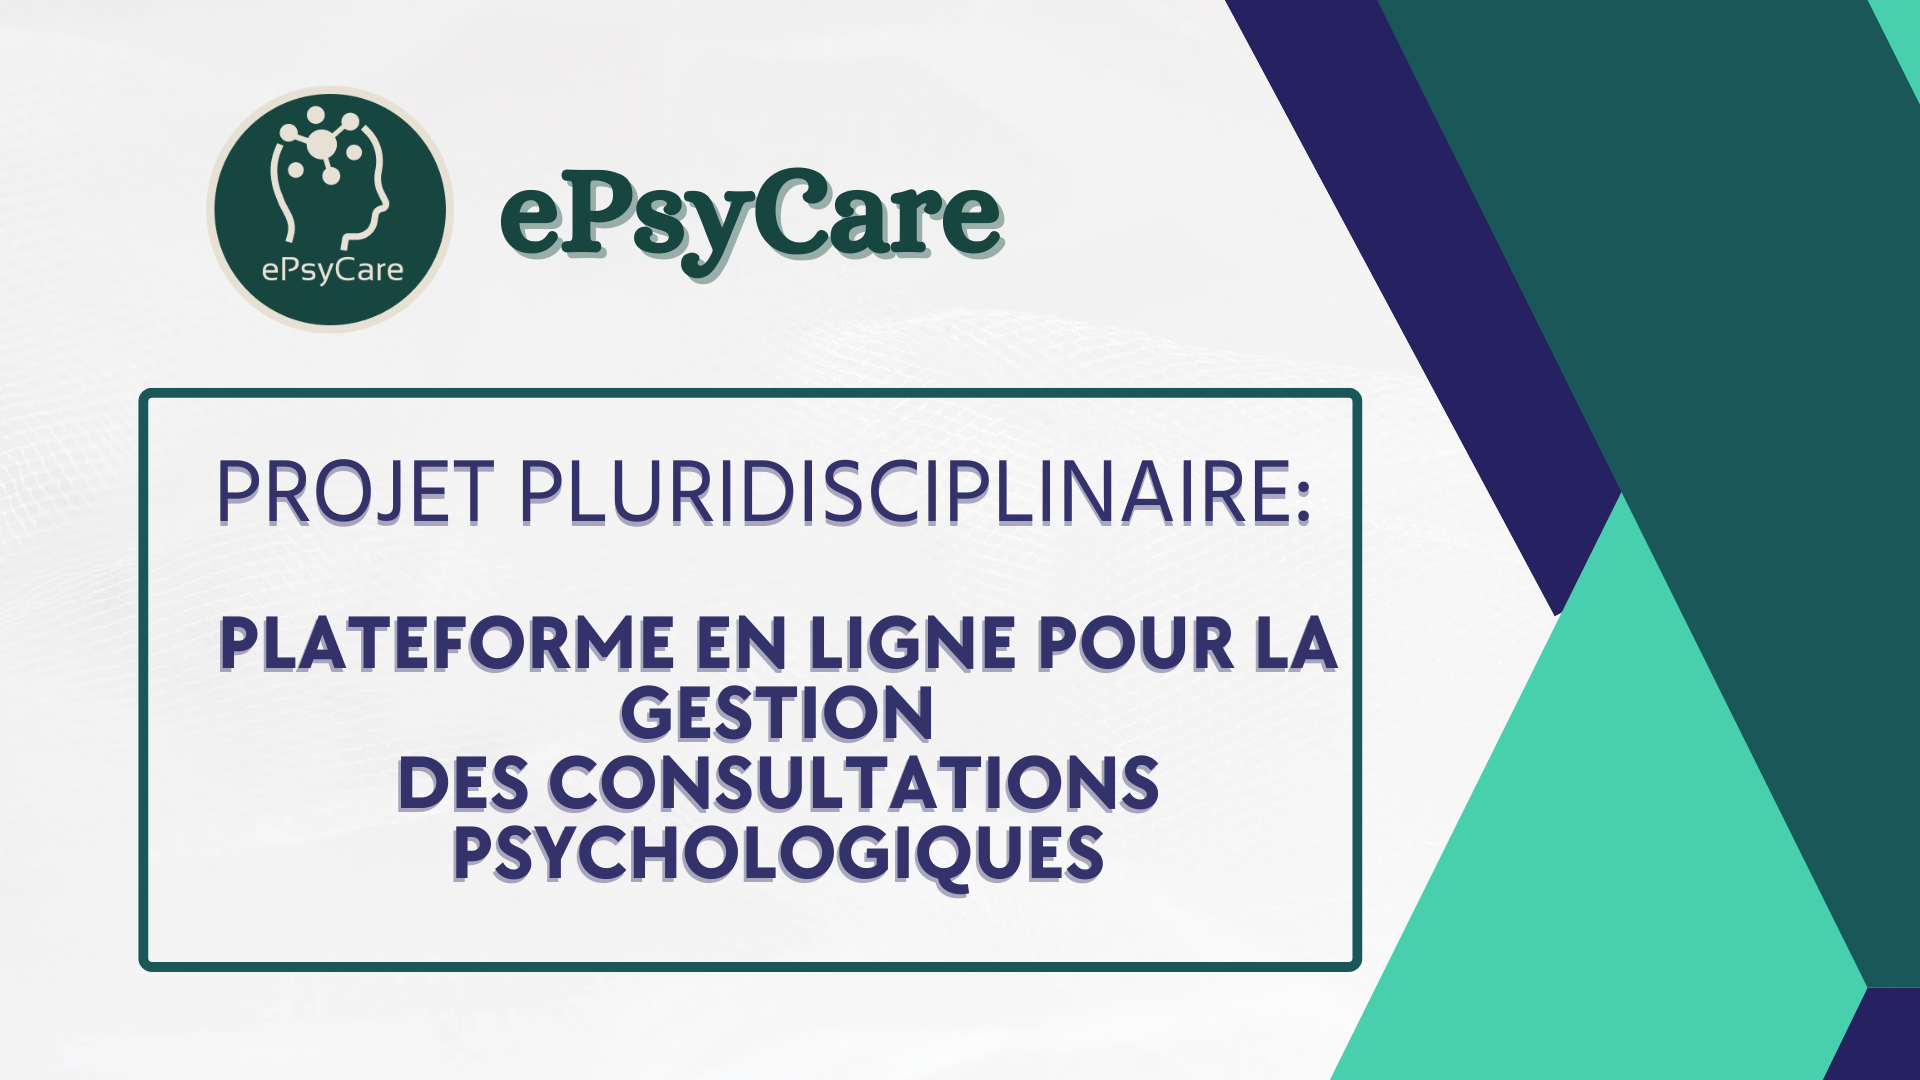 ePsyCare
ePsyCare
PROJET PLURIDISCIPLINAIRE:
PLATEFORME EN LIGNE POUR LA
GESTION
DES CONSULTATIONS
PSYCHOLOGIQUES